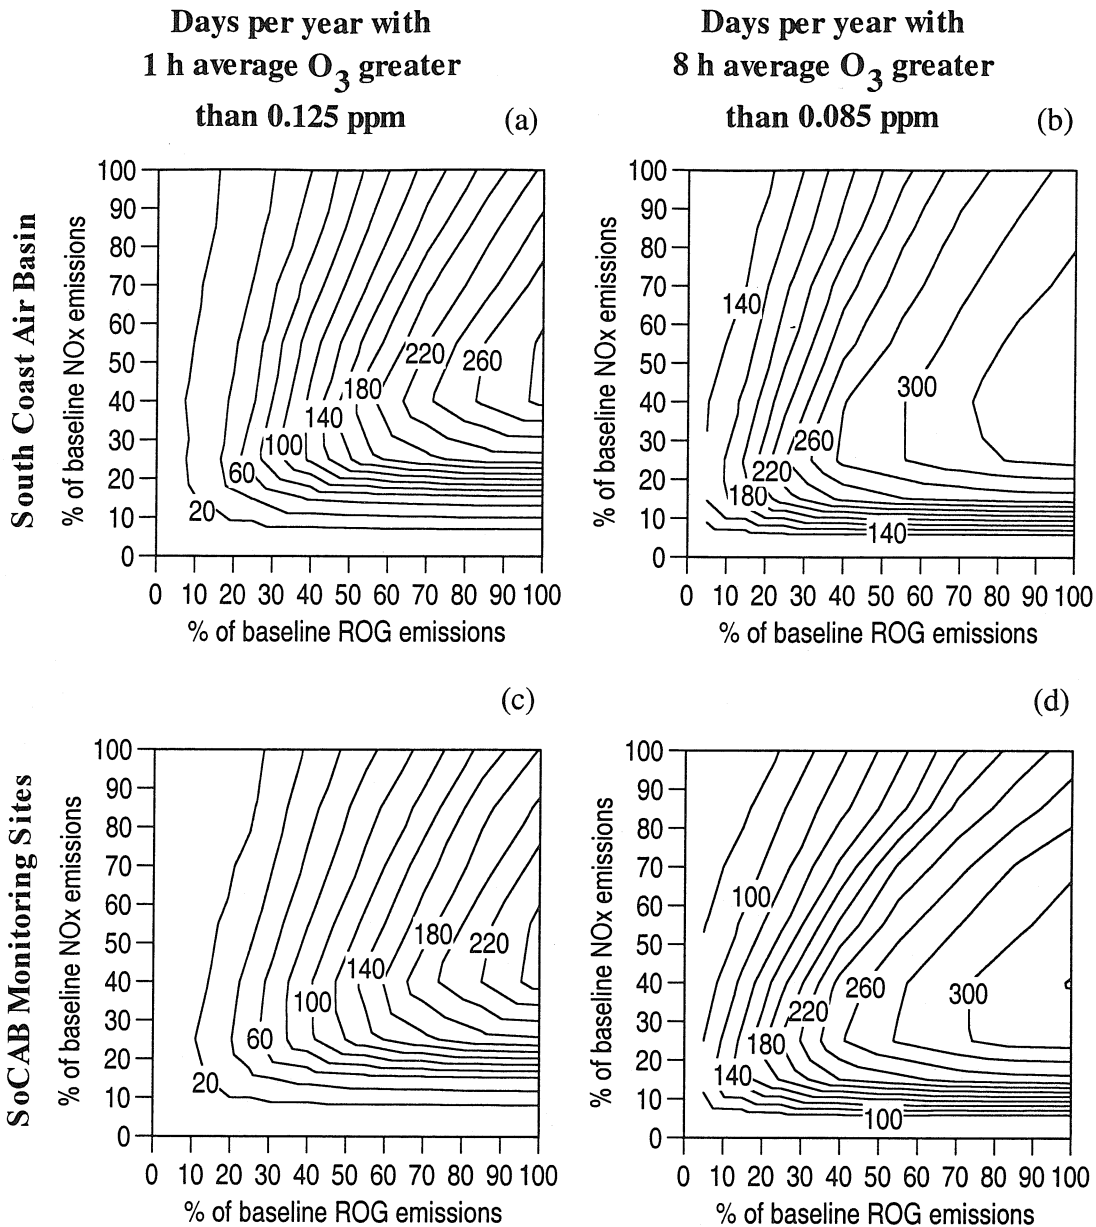 Days per year with
1 h average O3 greater
than 0.125 ppm
(a)
Days per year with
8 h average O3 greater
than 0.085 ppm
(b)
South Coast Air Basin
% of baseline NOx emissions
100
90
80
70
60
50
40
30
20
10
0
220
260
180
140
100
60
20
0 10 20 30 40 50 60 70 80 90 100
% of baseline ROG emissions
% of baseline NOx emissions
100
90
80
70
60
50
40
30
20
10
0
140
300
260
220
180
140
0 10 20 30 40 50 60 70 80 90 100
% of baseline ROG emissions
SoCAB Monitoring Sites
(c)
% of baseline NOx emissions
100
90
80
70
60
50
40
30
20
10
0
180
220
140
100
60
20
0 10 20 30 40 50 60 70 80 90 100
% of baseline ROG emissions
(d)
% of baseline NOx emissions
100
90
80
70
60
50
40
30
20
10
0
100
260
300
220
180
140
100
0 10 20 30 40 50 60 70 80 90 100
% of baseline ROG emissions